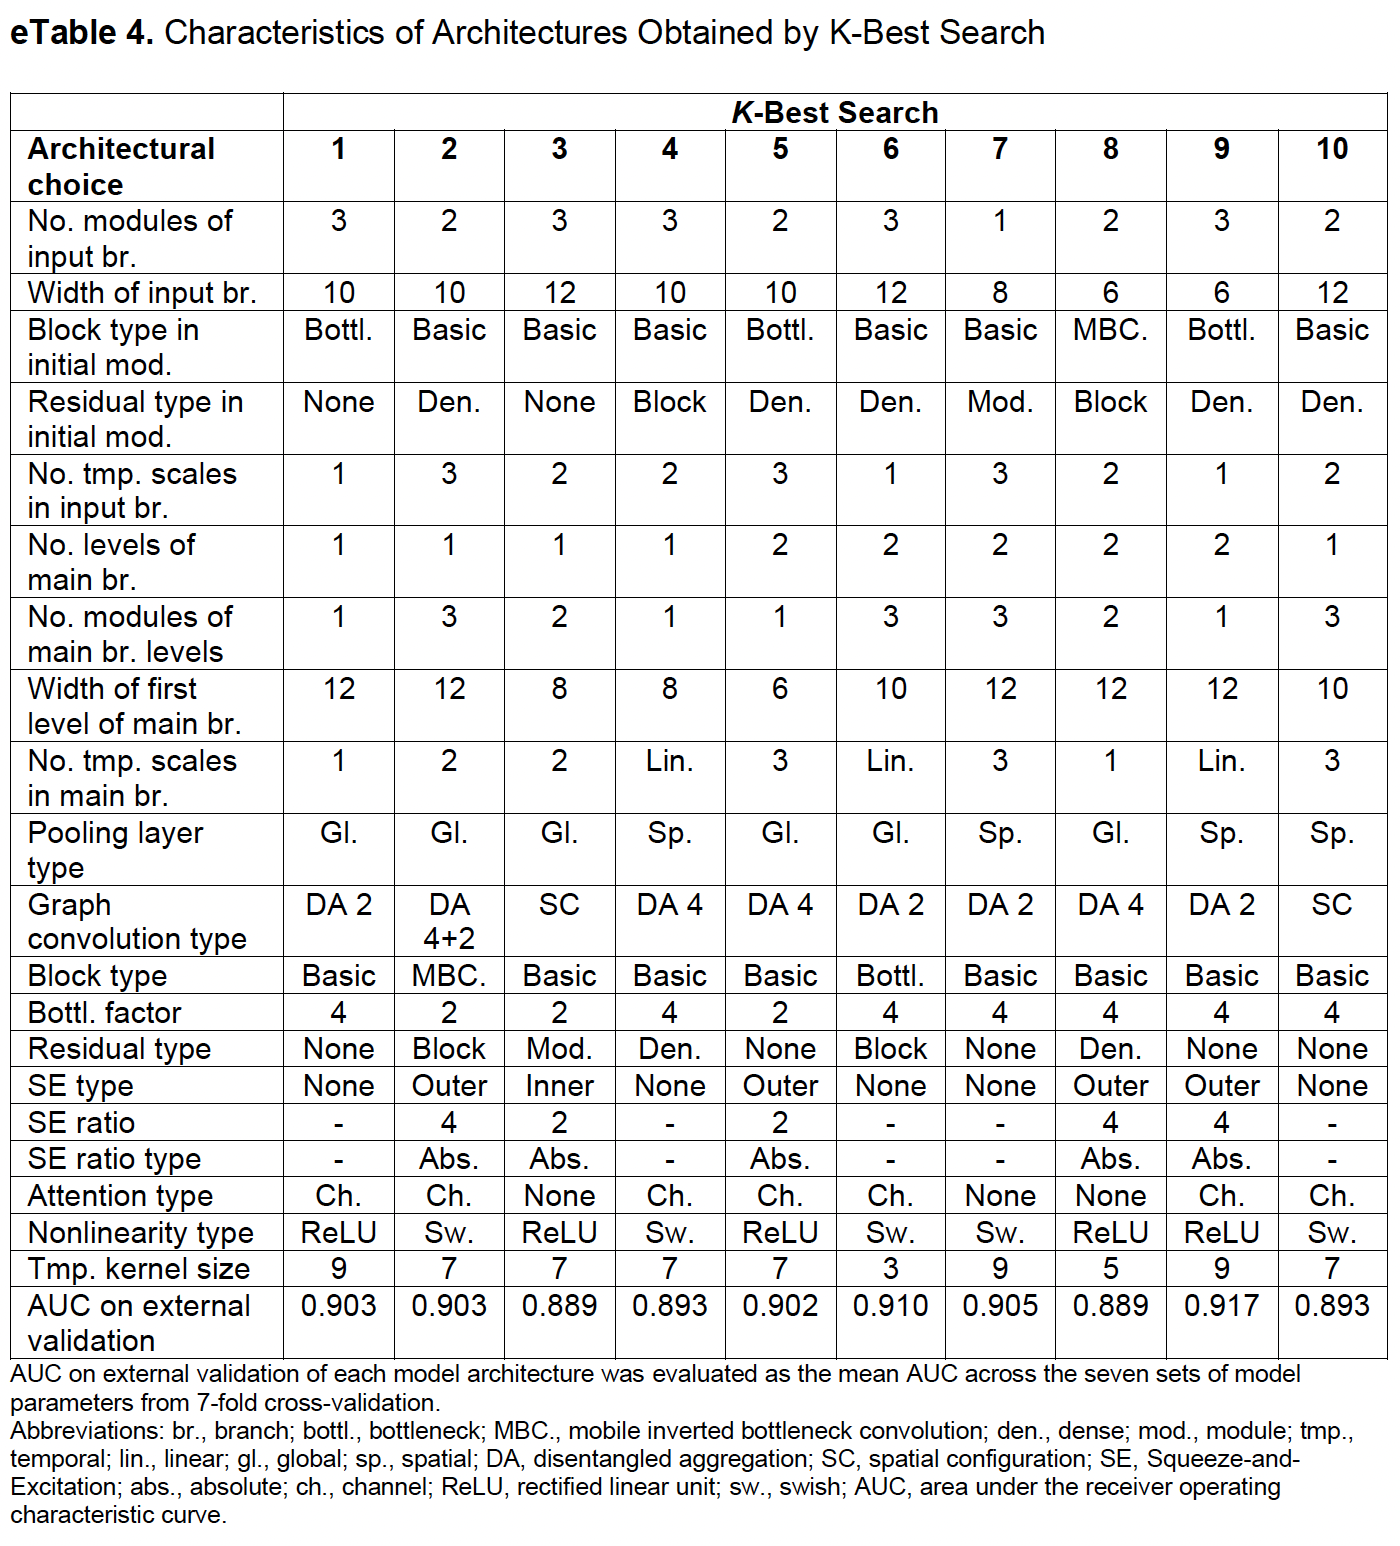 eTable 4. Characteristics of Architectures Obtained by K-Best Search
K-Best Search
Architectural choice 1 2 3 4 5 6 7 8 9 10
No. modules of input br. 3 2 3 3 2 3 1 2 3 2
Width of input br. 10 10 12 10 10 12 8 6 6 12
Block type in initial mod. Bottl. Basic Basic Basic Bottl. Basic Basic MBC. Bottl. Basic
Residual type in initial mod. None Den. None Block Den. Den. Mod. Block Den. Den.
No. tmp. scales in input br. 1 3 2 2 3 1 3 2 1 2
No. levels of main br. 1 1 1 1 2 2 2 2 2 1
No. modules of main br. levels 1 3 2 1 1 3 3 2 1 3
Width of first level of main br. 12 12 8 8 6 10 12 12 12 10
No. tmp. scales in main br. 1 2 2 Lin. 3 Lin. 3 1 Lin. 3
Pooling layer type Gl. Gl. Gl. Sp. Gl. Gl. Sp. Gl. Sp. Sp.
Graph convolution type DA 2 DA 4+2 SC DA 4 DA 4 DA 2 DA 2 DA 4 DA 2 SC
Block type Basic MBC. Basic Basic Basic Bottl. Basic Basic Basic Basic
Bottl. factor 4 2 2 4 2 4 4 4 4 4
Residual type None Block Mod. Den. None Block None Den. None None
SE type None Outer Inner None Outer None None Outer Outer None
SE ratio - 4 2 - 2 - - 4 4 -
SE ratio type - Abs. Abs. - Abs. - - Abs. Abs. -
Attention type Ch. Ch. None Ch. Ch. Ch. None None Ch. Ch.
Nonlinearity type ReLU Sw. ReLU Sw. ReLU Sw. Sw. ReLU ReLU Sw.
Tmp. kernel size 9 7 7 7 7 3 9 5 9 7
AUC on external validation 0.903 0.903 0.889 0.893 0.902 0.910 0.905 0.889 0.917 0.893
AUC on external validation of each model architecture was evaluated as the mean AUC across the seven sets of model
parameters from 7-fold cross-validation.
Abbreviations: br., branch; bottl., bottleneck; MBC., mobile inverted bottleneck convolution; den., dense; mod., module; tmp.,
temporal; lin., linear; gl., global; sp., spatial; DA, disentangled aggregation; SC, spatial configuration; SE, Squeeze-and-
Excitation; abs., absolute; ch., channel; ReLU, rectified linear unit; sw., swish; AUC, area under the receiver operating
characteristic curve.